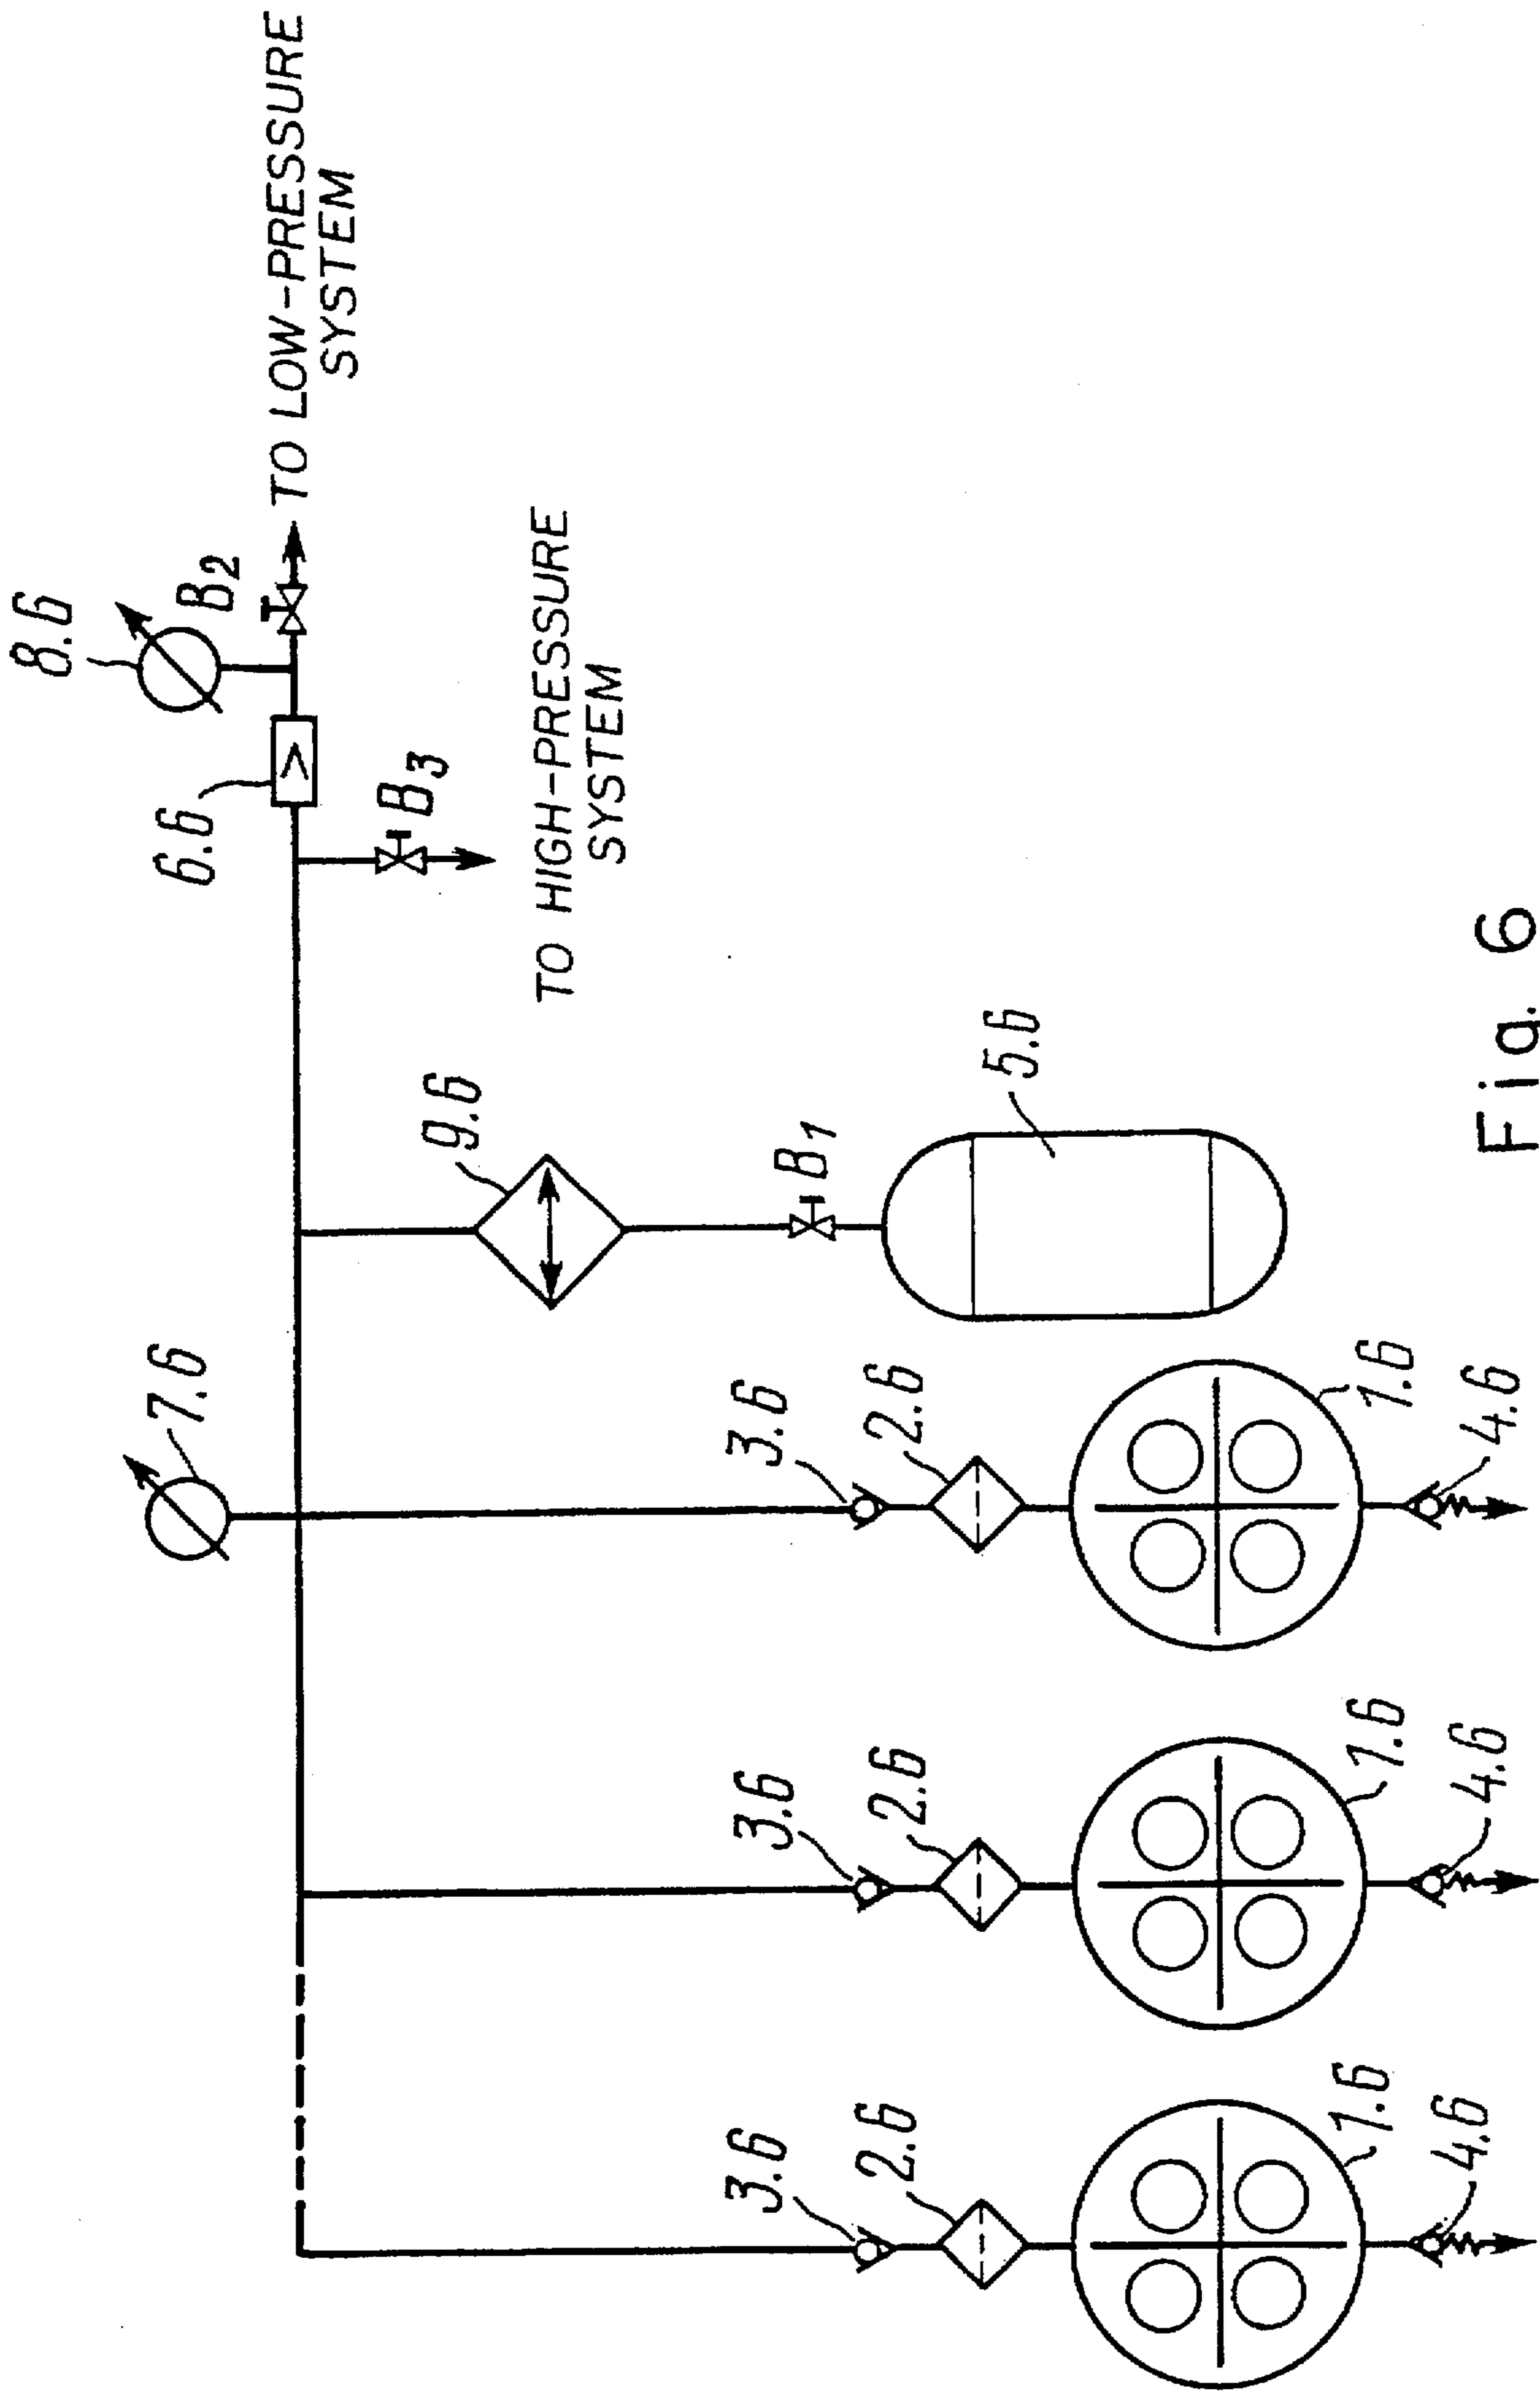 8.6
B2
TO LOW-PRESSURE
SYSTEM
6.6
B3
TO HIGH-PRESSURE
SYSTEM
9.6
B1
5.6
7.6
3.6
2.6
1.6
4.6
3.6
2.6
1.6
4.6
3.6
2.6
1.6
4.6
Fig. 6